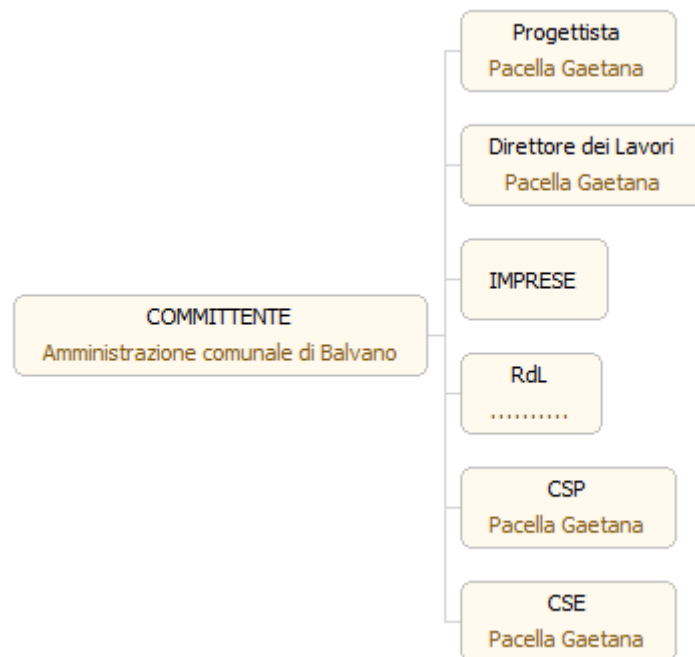 Progettista
Pacella Gaetana
Direttore dei Lavori
Pacella Gaetana
IMPRESE
COMMITTENTE
Amministrazione comunale di Balvano
RdL
..........
CSP
Pacella Gaetana
CSE
Pacella Gaetana